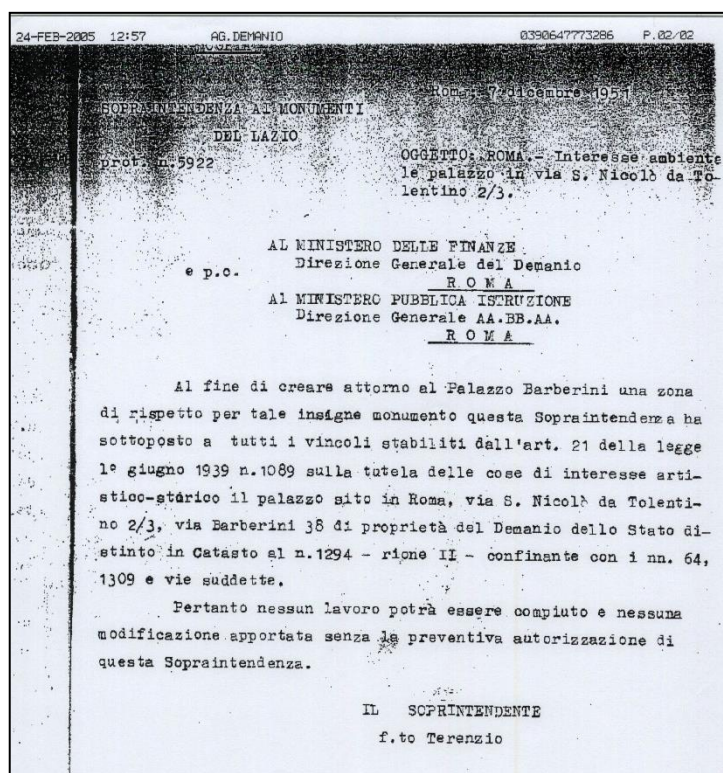 24-FEB-2005 12:57 AG.DEMANIO 0390647773286 P.02/02
Roma, 7 dicembre 1951
SOPRAINTENDENZA AI MONUMENTI
DEL LAZIO
prot. n.5922
OGGETTO: ROMA.- Interesse ambienta
le palazzo in via S. Nicolò da To-
lentino 2/3.
AL MINISTERO DELLE FINANZE
Direzione Generale del Demanio
e p.c.
R O M A
Al MINISTERO PUBBLICA ISTRUZIONE
Direzione Generale AA.BB.AA.
R O M A
Al fine di creare attorno al Palazzo Barberini una zona
di rispetto per tale insigne monumento questa Sopraintendenza ha
sottoposto a tutti i vincoli stabiliti dall'art. 21 della legge
1º giugno 1939 n.1089 sulla tutela delle cose di interesse arti-
stico-storico il palazzo sito in Roma, via S. Nicolò da Tolenti-
no 2/3, via Barberini 38 di proprietà del Demanio dello Stato di-
stinto in Catasto al n.1294 - rione II - confinante con i nn. 64,
1309 e vie suddette.
Pertanto nessun lavoro potrà essere compiuto e nessuna
modificazione apportata senza la preventiva autorizzazione di
questa Sopraintendenza.
IL SOPRINTENDENTE
f.to Terenzio